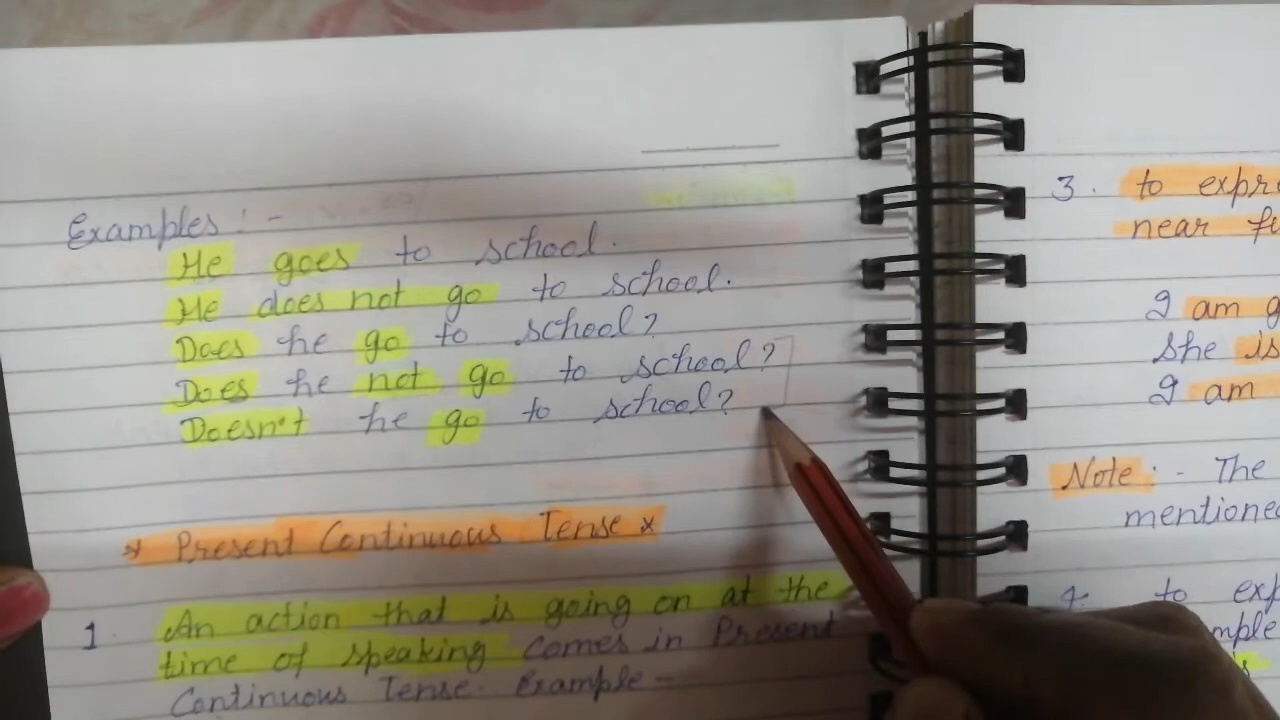 Examples :-
He goes to school.
He does not go to school.
Does he go to school?
Does he not go to school?
Doesn't he go to school?
* Present Continuous Tense *
1. An action that is going on at the
time of speaking comes in Present
Continuous Tense. Example -
3. to expr
near
I am g
She is
I am
Note :- The
mentioned
to exp
mple